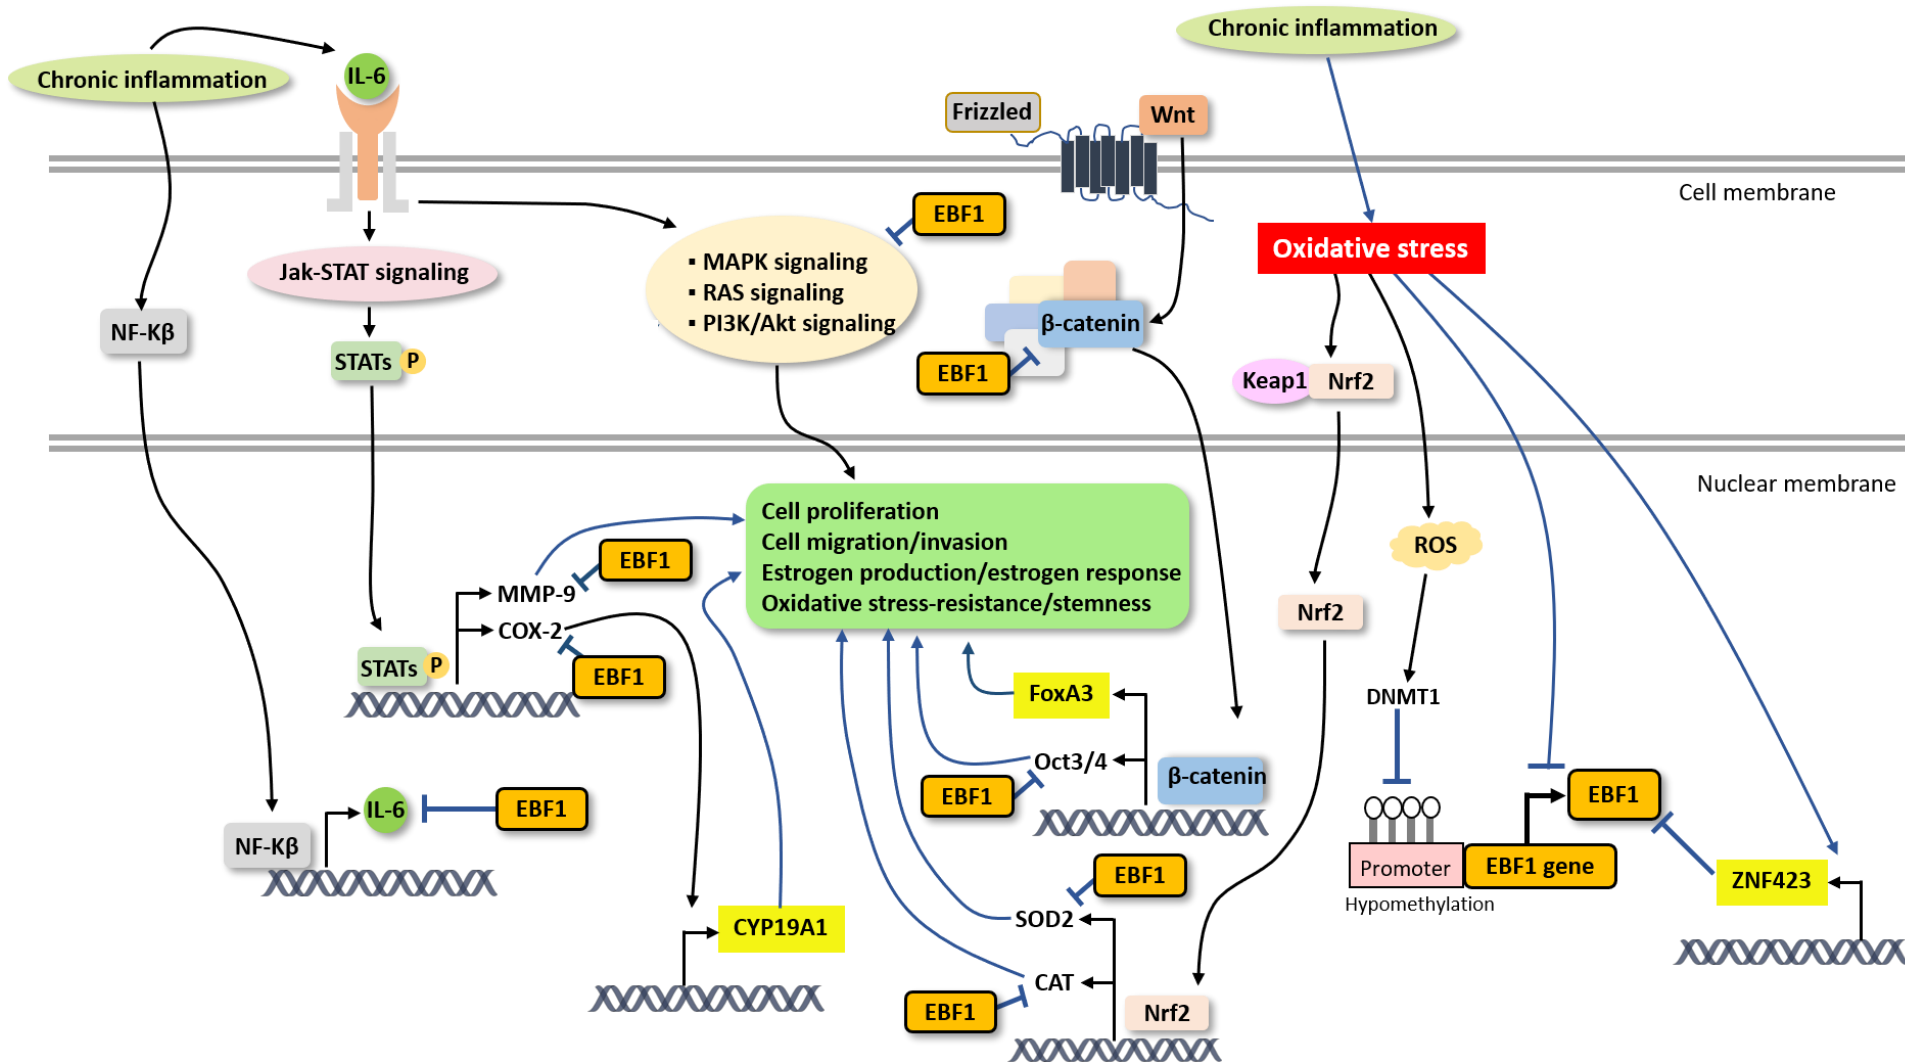 Chronic inflammation
IL-6
Chronic inflammation
Frizzled
Wnt
Cell membrane
EBF1
Oxidative stress
Jak-STAT signaling
▪ MAPK signaling
▪ RAS signaling
▪ PI3K/Akt signaling
NF-Kβ
STATs
P
β-catenin
EBF1
Keap1
Nrf2
Nuclear membrane
Cell proliferation
Cell migration/invasion
Estrogen production/estrogen response
Oxidative stress-resistance/stemness
ROS
EBF1
MMP-9
COX-2
EBF1
STATs
P
Nrf2
FoxA3
DNMT1
Oct3/4
β-catenin
EBF1
IL-6
EBF1
NF-Kβ
EBF1
Promoter
EBF1 gene
Hypomethylation
ZNF423
EBF1
SOD2
CYP19A1
CAT
EBF1
Nrf2